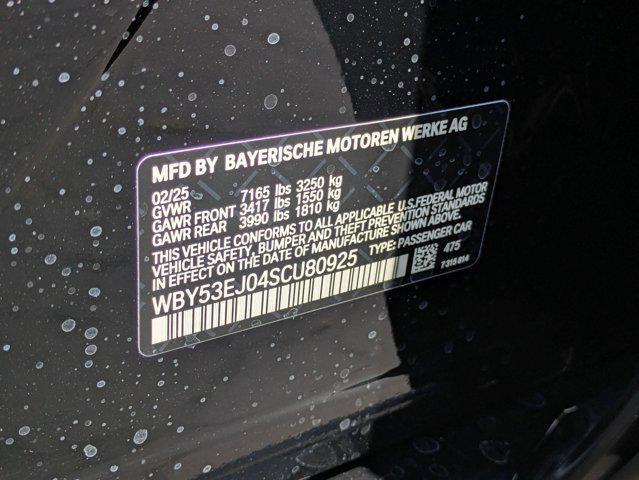 MFD BY BAYERISCHE MOTOREN WERKE AG
02/25
GVWR 7165 lbs 3250 kg
GAWR FRONT 3417 lbs 1550 kg
GAWR REAR 3990 lbs 1810 kg
THIS VEHICLE CONFORMS TO ALL APPLICABLE U.S.FEDERAL MOTOR
VEHICLE SAFETY, BUMPER AND THEFT PREVENTION STANDARDS
IN EFFECT ON THE DATE OF MANUFACTURE SHOWN ABOVE.
WBY53EJ04SCU80925 TYPE: PASSENGER CAR
475
7315814